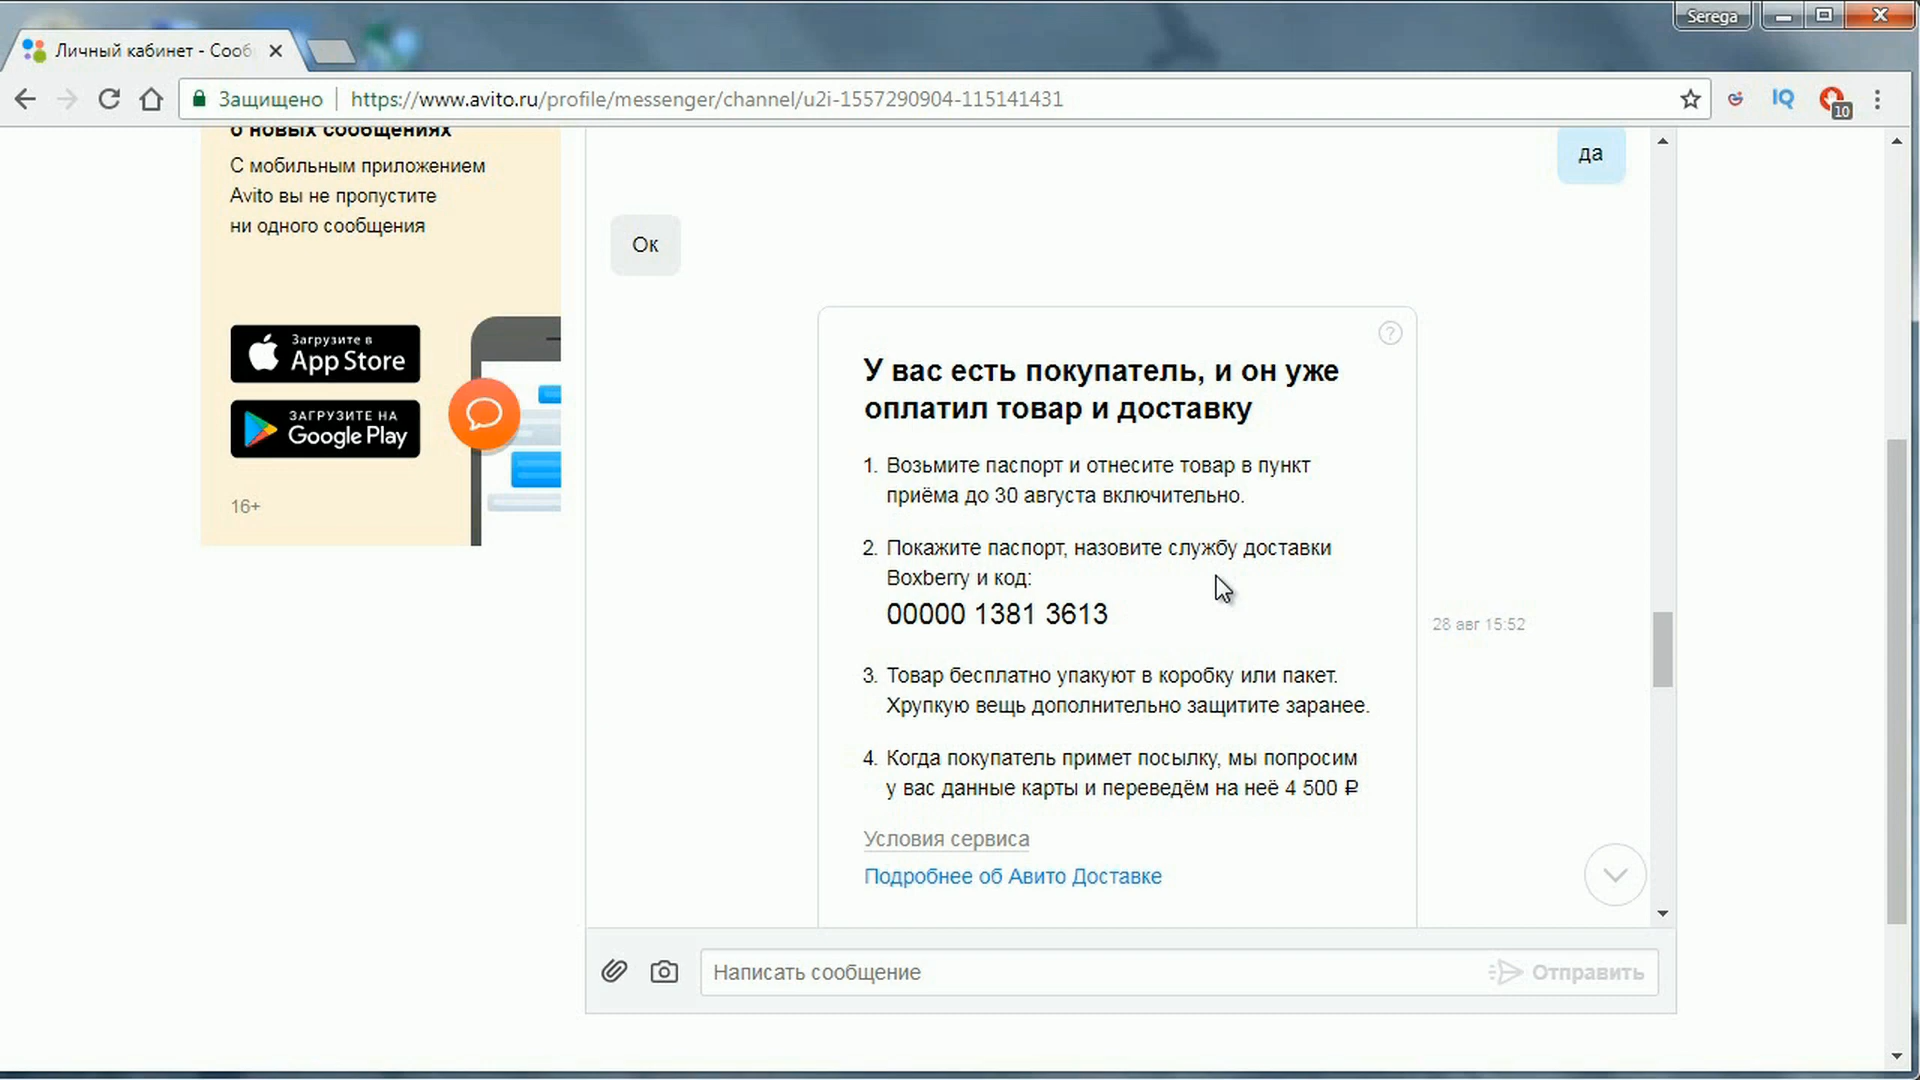 Serega
Личный кабинет - Сооб
Защищено
https://www.avito.ru/profile/messenger/channel/u2i-1557290904-115141431
IQ
10
о новых сообщениях
С мобильным приложением
Avito вы не пропустите
ни одного сообщения
Загрузите в
App Store
ЗАГРУЗИТЕ НА
Google Play
16+
да
Ок
?
У вас есть покупатель, и он уже
оплатил товар и доставку
1. Возьмите паспорт и отнесите товар в пункт
приёма до 30 августа включительно.
2. Покажите паспорт, назовите службу доставки
Boxberry и код:
00000 1381 3613
28 авг 15:52
3. Товар бесплатно упакуют в коробку или пакет.
Хрупкую вещь дополнительно защитите заранее.
4. Когда покупатель примет посылку, мы попросим
у вас данные карты и переведём на неё 4 500 ₽
Условия сервиса
Подробнее об Авито Доставке
Написать сообщение
Отправить